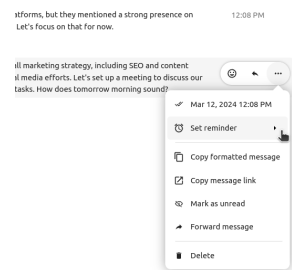 atforms, but they mentioned a strong presence on 12:08 PM
Let's focus on that for now.
all marketing strategy, including SEO and content
al media efforts. Let's set up a meeting to discuss our
tasks. How does tomorrow morning sound?
Mar 12, 2024 12:08 PM
Set reminder
Copy formatted message
Copy message link
Mark as unread
Forward message
Delete